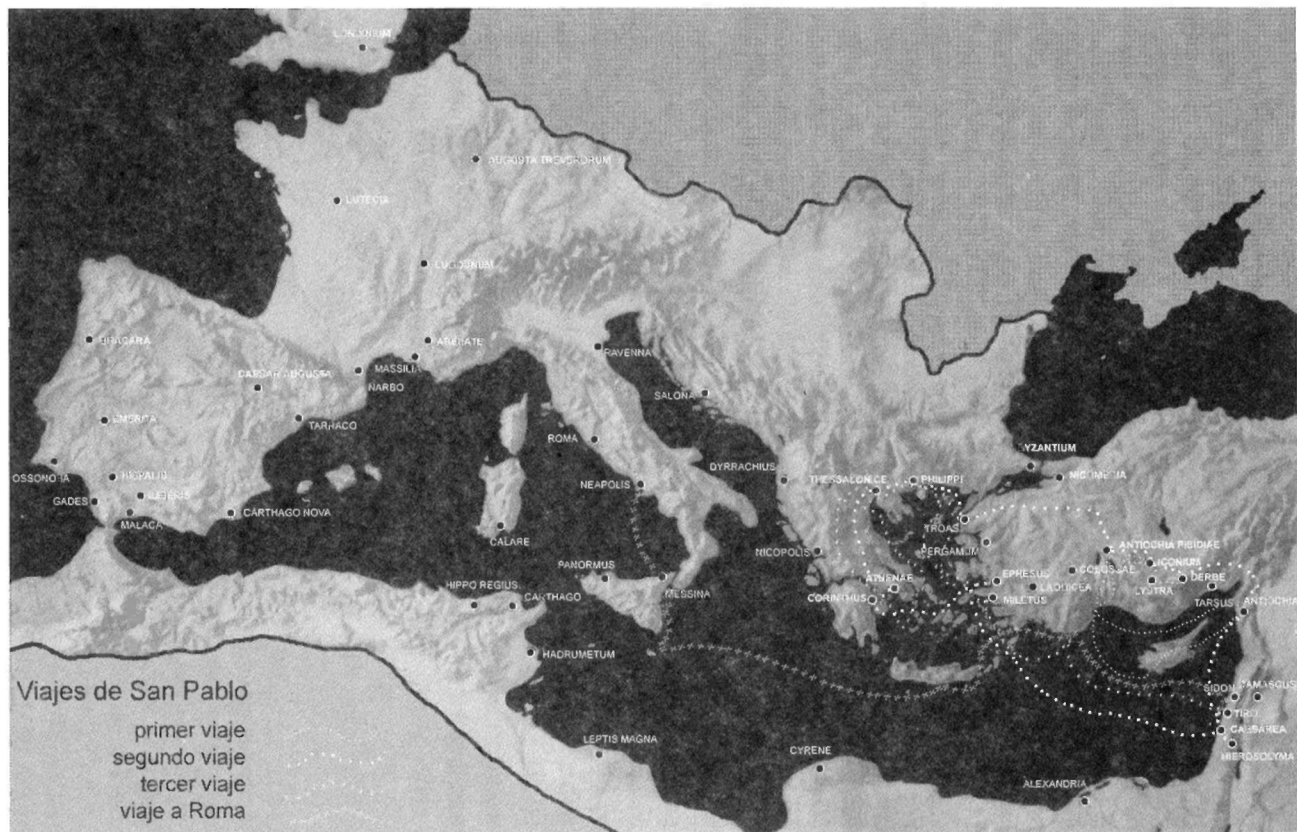 LONDINIUM
AUGUSTA TREVERORUM
LUTECIA
LUGDUNUM
BRACARA
ARELATE
RAVENNA
MASSILIA
CAESAR AUGUSTA
NARBO
SALONA
EMERITA
TARRACO
ROMA
BYZANTIUM
DYRRACHIUS
NICOMEDIA
OSSONOBA
HISPALIS
THESSALONICE
PHILIPPI
NEAPOLIS
GADES
ILIBERIS
MALACA
CARTHAGO NOVA
TROAS
CALARE
PERGAMUM
NICOPOLIS
ANTIOCHIA PISIDIAE
PANORMUS
ICONIUM
COLOSSAE
HIPPO REGIUS
MESSINA
ATHENAE
EPHESUS
LAODICEA
DERBE
LYSTRA
CARTHAGO
CORINTHUS
MILETUS
TARSUS
ANTIOCHIA
HADRUMETUM
Viajes de San Pablo
SIDON
DAMASCUS
TIRO
primer viaje
CAESAREA
segundo viaje
LEPTIS MAGNA
CYRENE
HIEROSOLYMA
tercer viaje
ALEXANDRIA
viaje a Roma